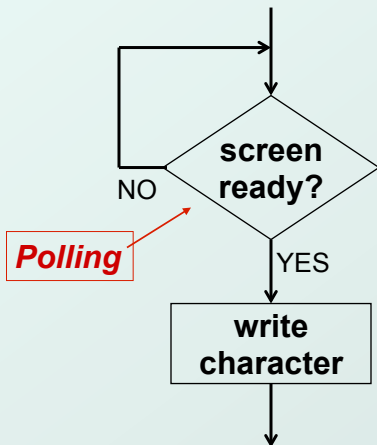 screen
ready?
NO
Polling
YES
write
character